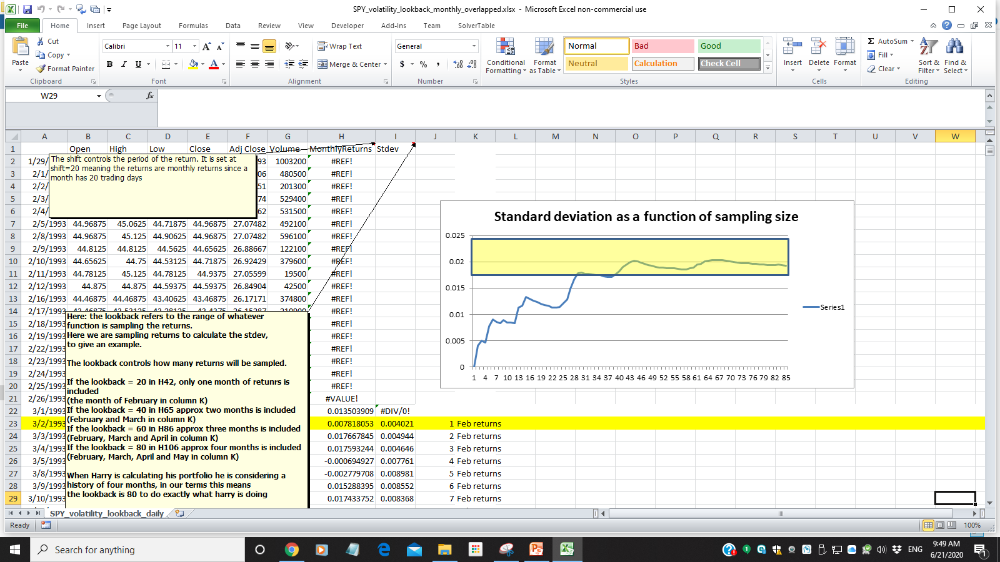 SPY_volatility_lookback_monthly_overlapped.xlsx - Microsoft Excel non-commercial use
File Home Insert Page Layout Formulas Data Review View Developer Add-Ins Team SolverTable
Paste
Cut
Copy
Format Painter
Clipboard
Calibri 11
B I U
Font
Wrap Text
Merge & Center
Alignment
General
$ % ,
Number
Conditional Formatting
Format as Table
Normal Bad Good
Neutral Calculation Check Cell
Styles
Insert Delete Format
Cells
AutoSum
Fill
Clear
Sort & Filter
Find & Select
Editing
W29 fx
A B C D E F G H I J K L M N O P Q R S T U V W
1 Open High Low Close Adj Close Volume MonthlyReturns Stdev
2 1/29/ 93 1003200 #REF!
3 2/1/ 06 480500 #REF!
4 2/2/ 51 201300 #REF!
5 2/3/ 74 529400 #REF!
6 2/4/ 62 531500 #REF!
The shift controls the period of the return. It is set at
shift=20 meaning the returns are monthly returns since a
month has 20 trading days
7 2/5/1993 44.96875 45.0625 44.71875 44.96875 27.07482 492100 #REF!
8 2/8/1993 44.96875 45.125 44.90625 44.96875 27.07482 596100 #REF!
9 2/9/1993 44.8125 44.8125 44.5625 44.65625 26.88667 122100 #REF!
10 2/10/1993 44.65625 44.75 44.53125 44.71875 26.92429 379600 #REF!
11 2/11/1993 44.78125 45.125 44.78125 44.9375 27.05599 19500 #REF!
12 2/12/1993 44.875 44.875 44.59375 44.59375 26.84904 42500 #REF!
13 2/16/1993 44.46875 44.46875 43.40625 43.46875 26.17171 374800 #REF!
14 2/17/1993 43.46875 43.53125 43.28125 43.4375 26.15287 210900 #REF!
15 2/18/1993 #REF!
16 2/19/1993 #REF!
17 2/22/1993 #REF!
18 2/23/1993 #REF!
19 2/24/1993 #REF!
20 2/25/1993 #REF!
21 2/26/1993 #VALUE!
22 3/1/1993 0.013503909 #DIV/0!
23 3/2/1993 0.007818053 0.004021 1 Feb returns
24 3/3/1993 0.017667845 0.004944 2 Feb returns
25 3/4/1993 0.017593244 0.004646 3 Feb returns
26 3/5/1993 -0.000694927 0.007761 4 Feb returns
27 3/8/1993 -0.002779708 0.008981 5 Feb returns
28 3/9/1993 0.015288395 0.008552 6 Feb returns
29 3/10/1993 0.017433752 0.008368 7 Feb returns
Here: the lookback refers to the range of whatever
function is sampling the returns.
Here we are sampling returns to calculate the stdev,
to give an example.
The lookback controls how many returns will be sampled.
If the lookback = 20 in H42, only one month of retunrs is
included
(the month of February in column K)
If the lookback = 40 in H65 approx two months is included
(February and March in column K)
If the lookback = 60 in H86 approx three months is included
(February, March and April in column K)
If the lookback = 80 in H106 approx four months is included
(February, March, April and May in column K)
When Harry is calculating his portfolio he is considering a
history of four months, in our terms this means
the lookback is 80 to do exactly what harry is doing
Standard deviation as a function of sampling size
0.025
0.02
0.015
0.01
0.005
0
1 4 7 10 13 16 19 22 25 28 31 34 37 40 43 46 49 52 55 58 61 64 67 70 73 76 79 82 85
Series1
SPY_volatility_lookback_daily
Ready 100%
Search for anything
ENG
9:49 AM
6/21/2020
1